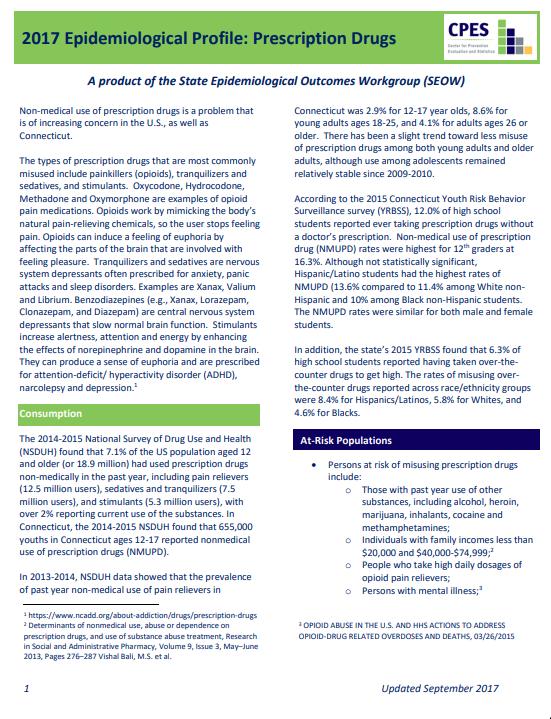 2017 Epidemiological Profile: Prescription Drugs
CPES
Center for Prevention
Evaluation and Statistics
A product of the State Epidemiological Outcomes Workgroup (SEOW)
Non-medical use of prescription drugs is a problem that
is of increasing concern in the U.S., as well as
Connecticut.
The types of prescription drugs that are most commonly
misused include painkillers (opioids), tranquilizers and
sedatives, and stimulants. Oxycodone, Hydrocodone,
Methadone and Oxymorphone are examples of opioid
pain medications. Opioids work by mimicking the body's
natural pain-relieving chemicals, so the user stops feeling
pain. Opioids can induce a feeling of euphoria by
affecting the parts of the brain that are involved with
feeling pleasure. Tranquilizers and sedatives are nervous
system depressants often prescribed for anxiety, panic
attacks and sleep disorders. Examples are Xanax, Valium
and Librium. Benzodiazepines (e.g., Xanax, Lorazepam,
Clonazepam, and Diazepam) are central nervous system
depressants that slow normal brain function. Stimulants
increase alertness, attention and energy by enhancing
the effects of norepinephrine and dopamine in the brain.
They can produce a sense of euphoria and are prescribed
for attention-deficit/ hyperactivity disorder (ADHD),
narcolepsy and depression.¹
Consumption
The 2014-2015 National Survey of Drug Use and Health
(NSDUH) found that 7.1% of the US population aged 12
and older (or 18.9 million) had used prescription drugs
non-medically in the past year, including pain relievers
(12.5 million users), sedatives and tranquilizers (7.5
million users), and stimulants (5.3 million users), with
over 2% reporting current use of the substances. In
Connecticut, the 2014-2015 NSDUH found that 655,000
youths in Connecticut ages 12-17 reported nonmedical
use of prescription drugs (NMUPD).
In 2013-2014, NSDUH data showed that the prevalence
of past year non-medical use of pain relievers in
¹ https://www.ncadd.org/about-addiction/drugs/prescription-drugs
² Determinants of nonmedical use, abuse or dependence on
prescription drugs, and use of substance abuse treatment, Research
in Social and Administrative Pharmacy, Volume 9, Issue 3, May–June
2013, Pages 276–287 Vishal Bali, M.S. et al.
Connecticut was 2.9% for 12-17 year olds, 8.6% for
young adults ages 18-25, and 4.1% for adults ages 26 or
older. There has been a slight trend toward less misuse
of prescription drugs among both young adults and older
adults, although use among adolescents remained
relatively stable since 2009-2010.
According to the 2015 Connecticut Youth Risk Behavior
Surveillance survey (YRBSS), 12.0% of high school
students reported ever taking prescription drugs without
a doctor's prescription. Non-medical use of prescription
drug (NMUPD) rates were highest for 12th graders at
16.3%. Although not statistically significant,
Hispanic/Latino students had the highest rates of
NMUPD (13.6% compared to 11.4% among White non-
Hispanic and 10% among Black non-Hispanic students.
The NMUPD rates were similar for both male and female
students.
In addition, the state's 2015 YRBSS found that 6.3% of
high school students reported having taken over-the-
counter drugs to get high. The rates of misusing over-
the-counter drugs reported across race/ethnicity groups
were 8.4% for Hispanics/Latinos, 5.8% for Whites, and
4.6% for Blacks.
At-Risk Populations
• Persons at risk of misusing prescription drugs
include:
o Those with past year use of other
substances, including alcohol, heroin,
marijuana, inhalants, cocaine and
methamphetamines;
o Individuals with family incomes less than
$20,000 and $40,000-$74,999;²
o People who take high daily dosages of
opioid pain relievers;
o Persons with mental illness;³
³ OPIOID ABUSE IN THE U.S. AND HHS ACTIONS TO ADDRESS
OPIOID-DRUG RELATED OVERDOSES AND DEATHS, 03/26/2015
1
Updated September 2017